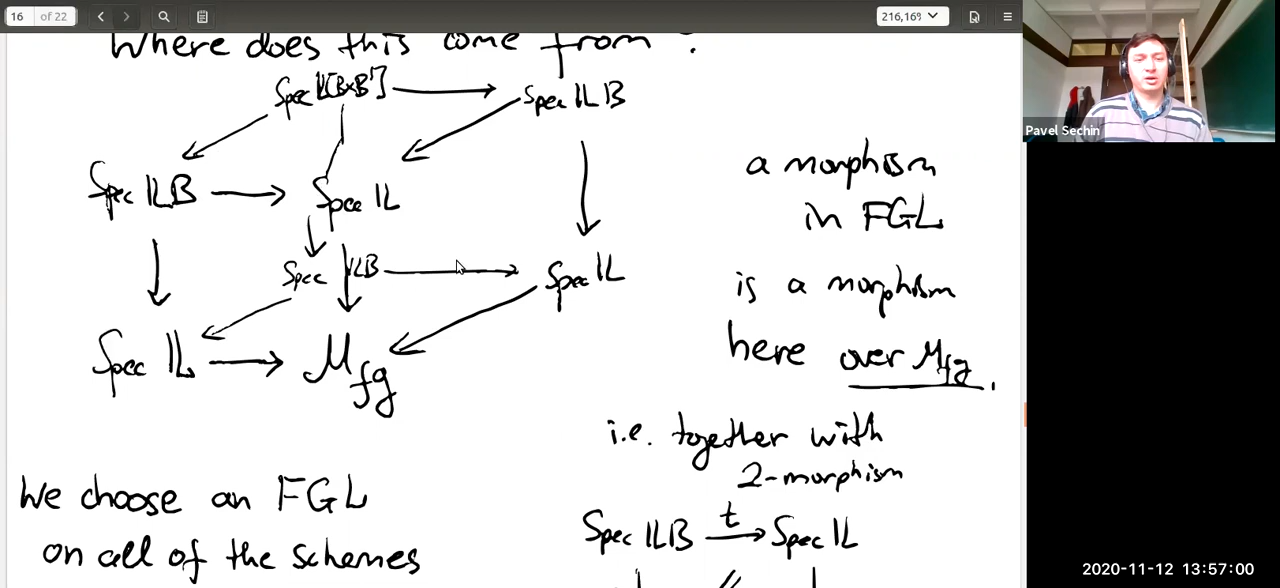 16 of 22
216,16%
Where does this come from ?
Spec 𝕃[B×B'] → Spec 𝕃B
Spec 𝕃B → Spec 𝕃
Spec 𝕃B → Spec 𝕃
Spec 𝕃 → M_fg
a morphism
in FGL
is a morphism
here over M_fg.
i.e. together with
2-morphism
Spec 𝕃B →t Spec 𝕃
We choose an FGL
on all of the schemes
Pavel Sechin
2020-11-12 13:57:00